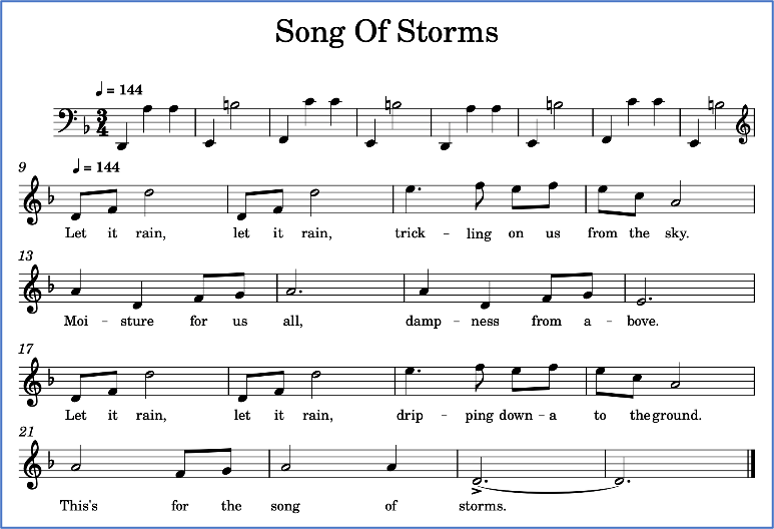 Song Of Storms
♩ = 144
3
4
9
♩ = 144
Let it rain, let it rain, trick - ling on us from the sky.
13
Moi - sture for us all, damp - ness from a - bove.
17
Let it rain, let it rain, drip - ping down - a to the ground.
21
This's for the song of storms.